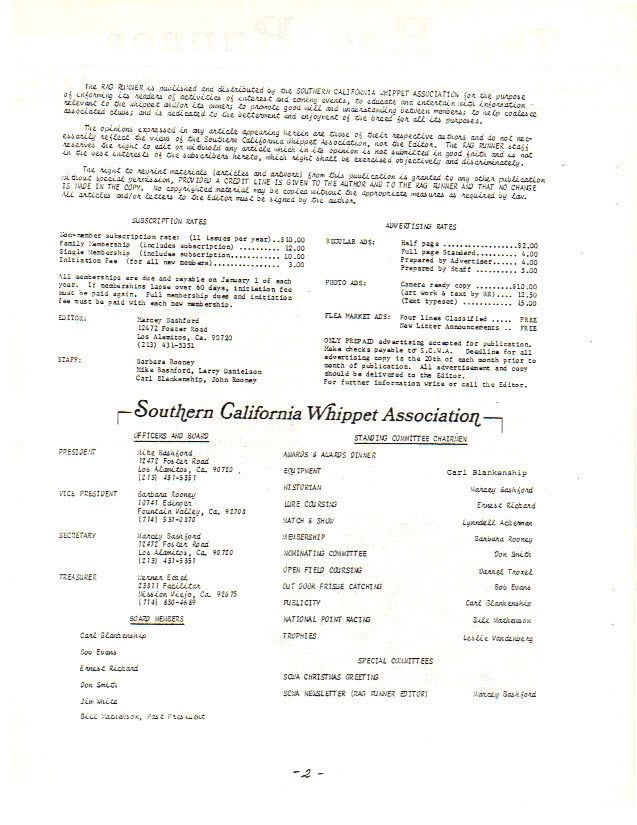 The RAG RUNNER is published and distributed by the SOUTHERN CALIFORNIA WHIPPET ASSOCIATION for the purpose
of informing its readers of activities of interest and coming events, to educate and entertain with information
relevant to the whippet and/or its owner; to promote good will and understanding between members; to help coalesce
associated clubs; and is dedicated to the betterment and enjoyment of the breed for all its purposes.
The opinions expressed in any article appearing herein are those of their respective authors and do not nec-
essarily reflect the views of the Southern California Whippet Association, nor the Editor. The RAG RUNNER staff
reserves the right to edit or withhold any article which in its opinion is not submitted in good faith and is not
in the best interests of the subscribers hereto, which right shall be exercised objectively and discriminately.
The right to reprint materials (articles and artwork) from this publication is granted to any other publication
without special permission, PROVIDED A CREDIT LINE IS GIVEN TO THE AUTHOR AND TO THE RAG RUNNER AND THAT NO CHANGE
IS MADE IN THE COPY. No copyrighted material may be copied without the appropriate measures as required by law.
All articles and/or letters to the Editor must be signed by the author.
SUBSCRIPTION RATES
Non-member subscription rate: (11 issues per year)..$10.00
Family Membership (includes subscription) .......... 12.00
Single Membership (includes subscription............ 10.00
Initiation Fee (for all new members)................ 3.00
All memberships are due and payable on January 1 of each
year. If memberships lapse over 60 days, initiation fee
must be paid again. Full membership dues and initiation
fee must be paid with each new membership.
EDITOR: Marcey Bashford
12472 Foster Road
Los Alamitos, Ca. 90720
(213) 431-5351
STAFF: Barbara Rooney
Mike Bashford, Larry Danielson
Carl Blankenship, John Rooney
ADVERTISING RATES
REGULAR ADS: Half page .................$2.00
Full page Standard.......... 4.00
Prepared by Advertiser...... 4.00
Prepared by Staff .......... 5.00
PHOTO ADS: Camera ready copy .........$10.00
(art work & text by RR).... 12.50
(Text typeset) ............ 15.00
FLEA MARKET ADS: Four lines Classified ..... FREE
New Litter Announcements .. FREE
ONLY PREPAID advertising accepted for publication.
Make checks payable to S.C.W.A. Deadline for all
advertising copy is the 20th of each month prior to
month of publication. All advertisement and copy
should be delivered to the Editor.
For further information write or call the Editor.
Southern California Whippet Association
OFFICERS AND BOARD
PRESIDENT Mike Bashford
12472 Foster Road
Los Alamitos, Ca. 90720
(213) 431-5351
VICE PRESIDENT Barbara Rooney
10741 Edinger
Fountain Valley, Ca. 92708
(714) 531-0870
SECRETARY Marcey Bashford
12472 Foster Road
Los Alamitos, Ca. 90720
(213) 431-5351
TREASURER Verner
23811 Facilitar
Mission Viejo, Ca. 92675
(714) 830-4689
BOARD MEMBERS
Carl Blankenship
Bob Evans
Ernest Rickard
Don Smith
Jim White
Bill Matheuson, Past President
STANDING COMMITTEE CHAIRMEN
AWARDS & AWARDS DINNER
EQUIPMENT Carl Blankenship
HISTORIAN Marcey Bashford
LURE COURSING Ernest Rickard
MATCH & SHOW Lynndell Ackerman
MEMBERSHIP Barbara Rooney
NOMINATING COMMITTEE Don Smith
OPEN FIELD COURSING Darrel Troxel
OUT DOOR FRISBE CATCHING Bob Evans
PUBLICITY Carl Blankenship
NATIONAL POINT RACING Bill Matheuson
TROPHIES Leslie Vandenberg
SPECIAL COMMITTEES
SCWA CHRISTMAS GREETING
SCWA NEWSLETTER (RAG RUNNER EDITOR) Marcey Bashford
-2-